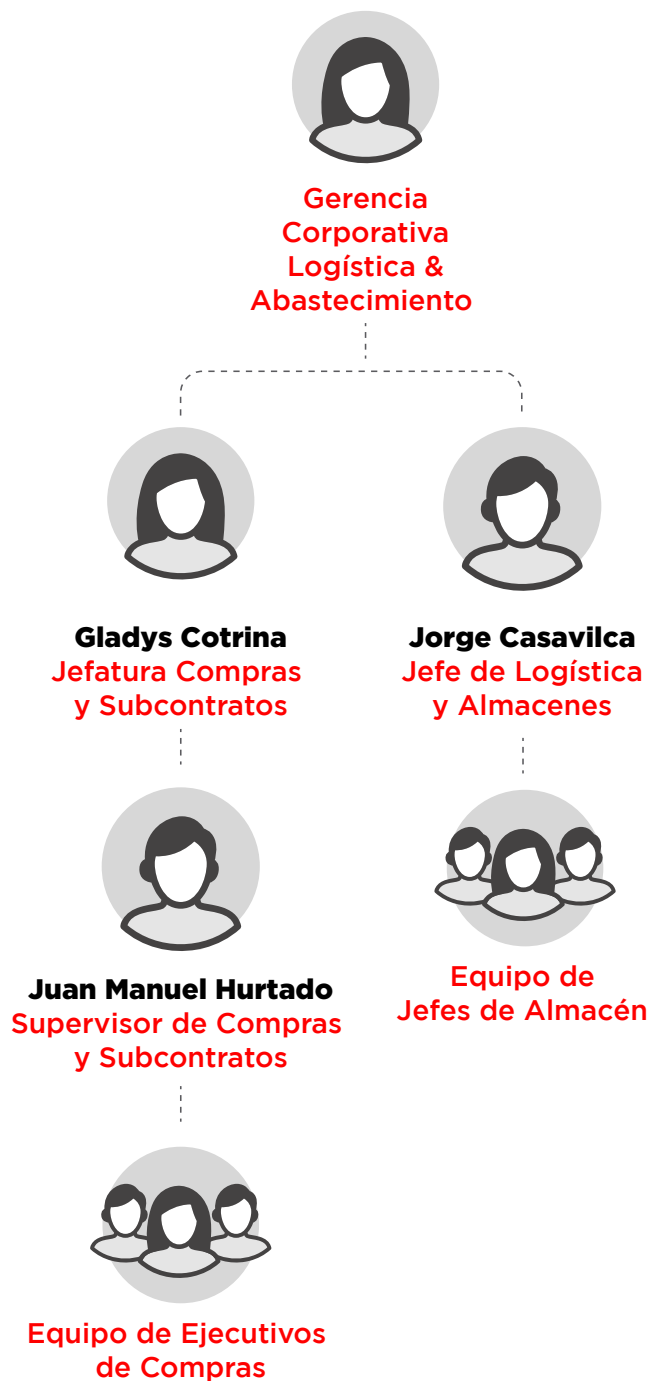 Gerencia
Corporativa
Logística &
Abastecimiento
Gladys Cotrina
Jefatura Compras
y Subcontratos
Jorge Casavilca
Jefe de Logística
y Almacenes
Juan Manuel Hurtado
Supervisor de Compras
y Subcontratos
Equipo de
Jefes de Almacén
Equipo de Ejecutivos
de Compras